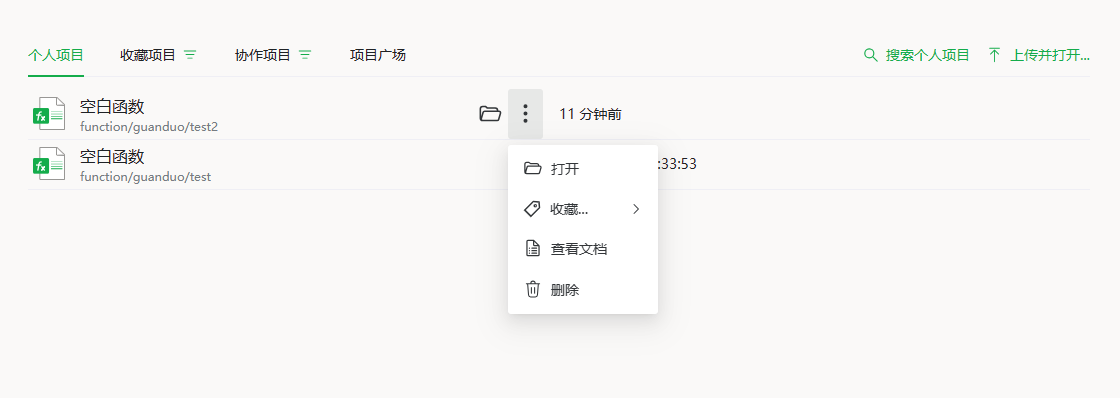 个人项目
收藏项目
协作项目
项目广场
搜索个人项目
上传并打开...
空白函数
function/guanduo/test2
11 分钟前
空白函数
function/guanduo/test
:33:53
打开
收藏...
查看文档
删除